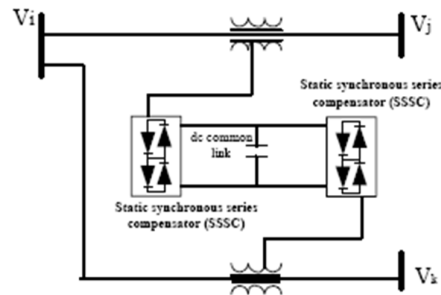 Vi
Vj
Static synchronous series
compensator (SSSC)
dc common
link
Static synchronous series
compensator (SSSC)
Vk